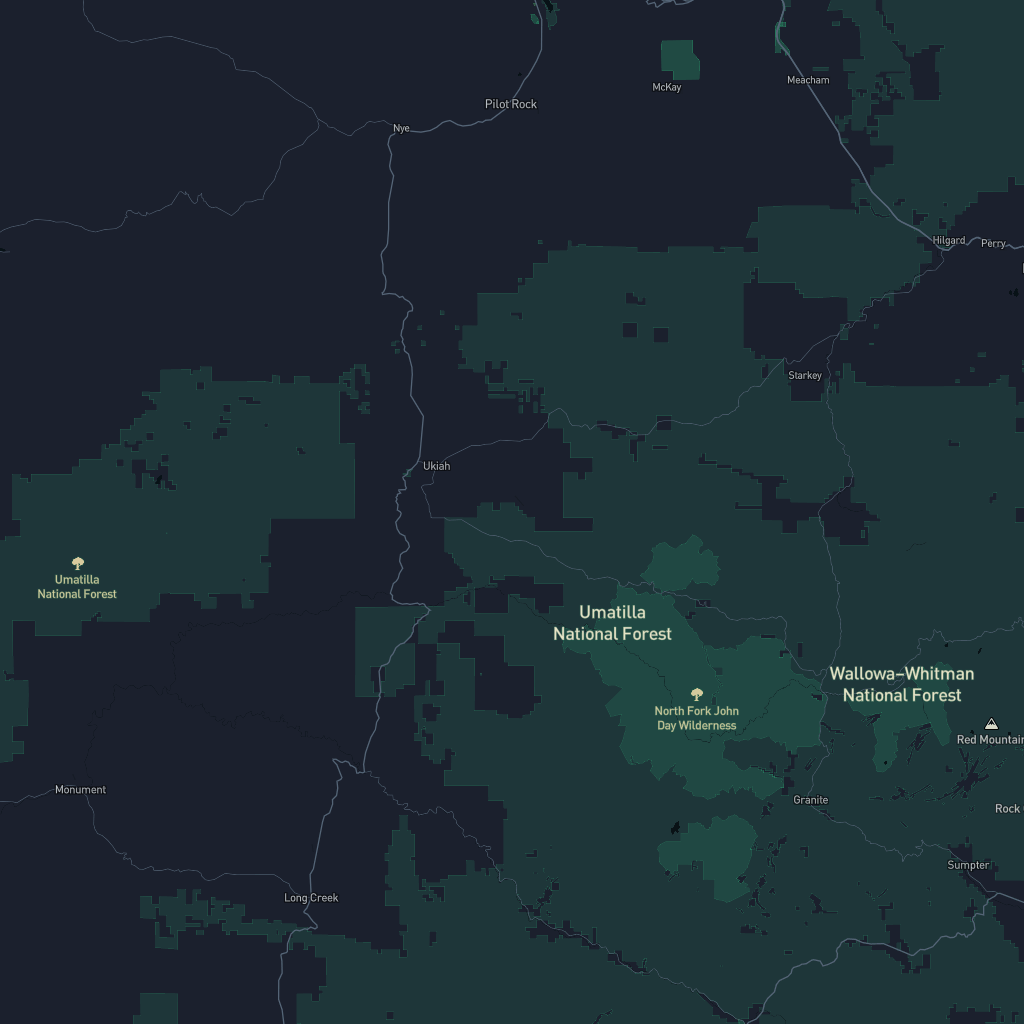 Meacham
McKay
Pilot Rock
Nye
Hilgard
Perry
Starkey
Ukiah
Umatilla
National Forest
Umatilla
National Forest
Wallowa–Whitman
National Forest
North Fork John
Day Wilderness
Red Mountain
Monument
Granite
Rock
Sumpter
Long Creek